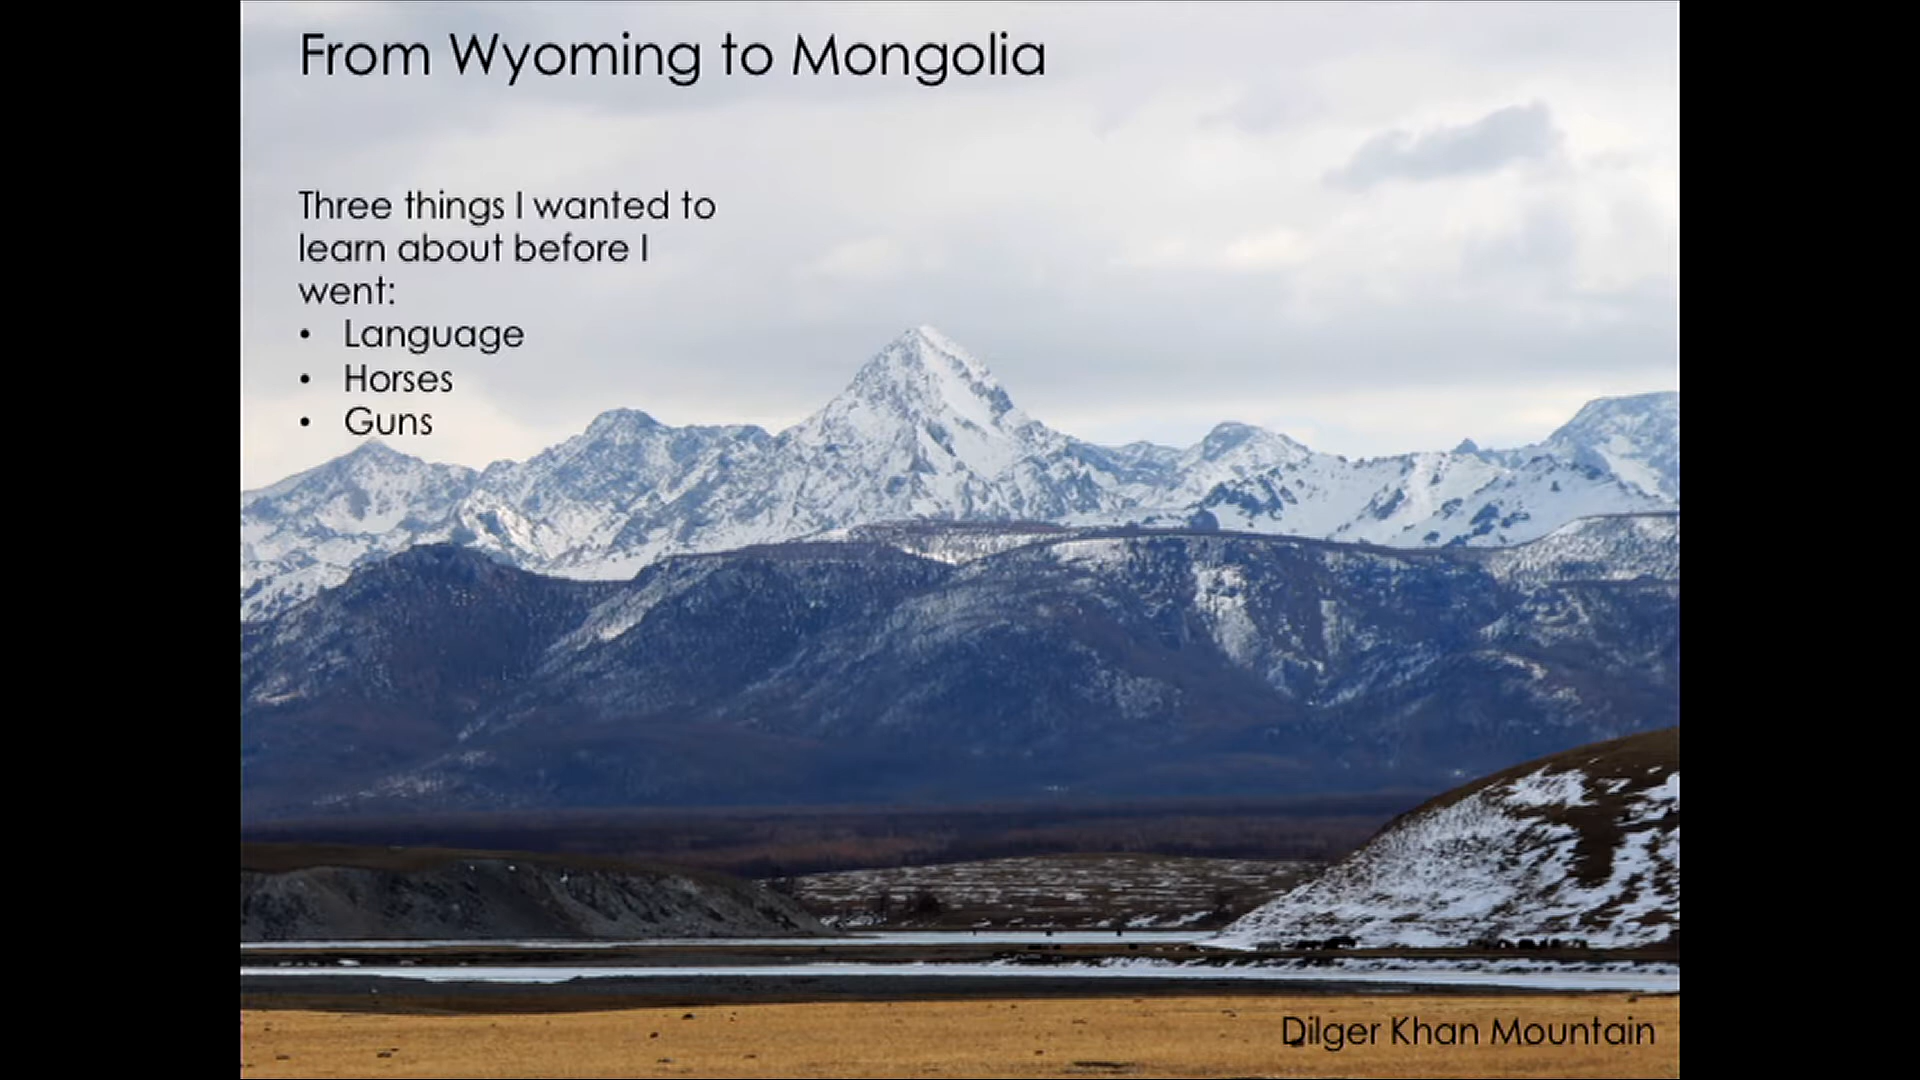 From Wyoming to Mongolia
Three things I wanted to
learn about before I
went:
• Language
• Horses
• Guns
Dilger Khan Mountain